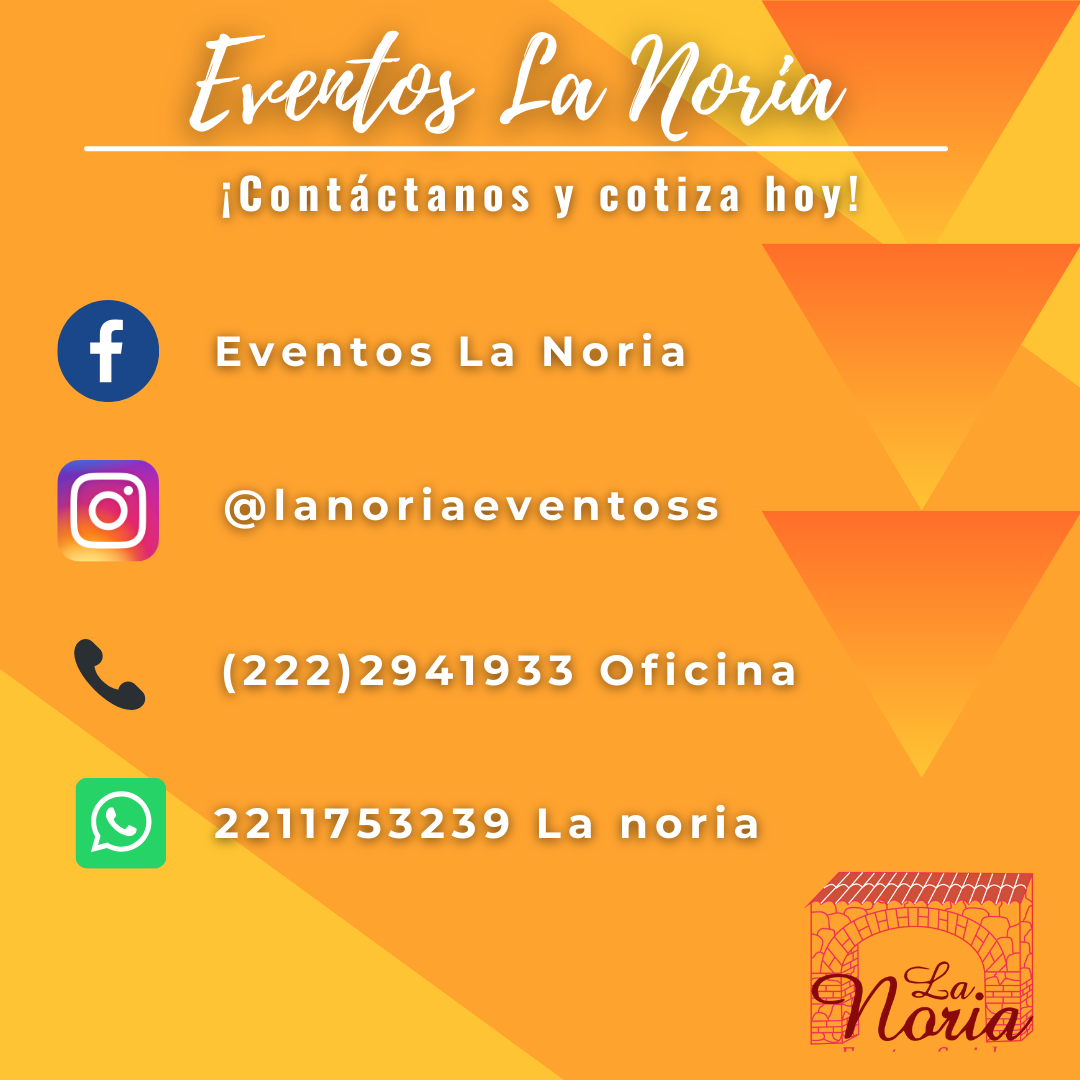 Eventos La Noria
¡Contáctanos y cotiza hoy!
Eventos La Noria
@lanoriaeventoss
(222)2941933 Oficina
2211753239 La noria
La
Noria